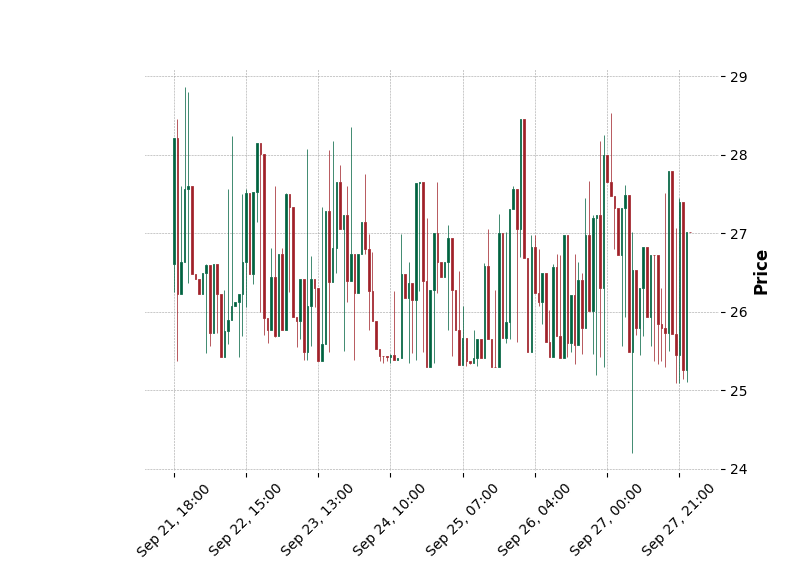 29
28
27
26
25
24
Price
Sep 21, 18:00
Sep 22, 15:00
Sep 23, 13:00
Sep 24, 10:00
Sep 25, 07:00
Sep 26, 04:00
Sep 27, 00:00
Sep 27, 21:00